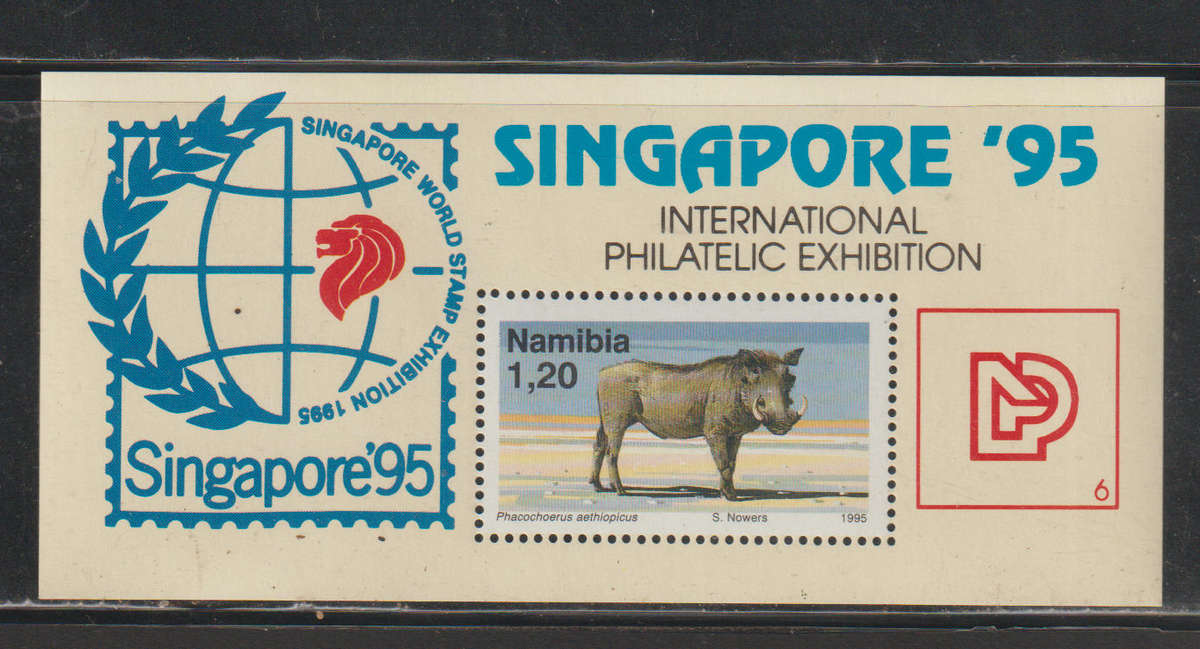 SINGAPORE WORLD STAMP EXHIBITION 1995
Singapore'95
SINGAPORE '95
INTERNATIONAL
PHILATELIC EXHIBITION
Namibia
1,20
Phacochoerus aethiopicus S. Nowers 1995
6